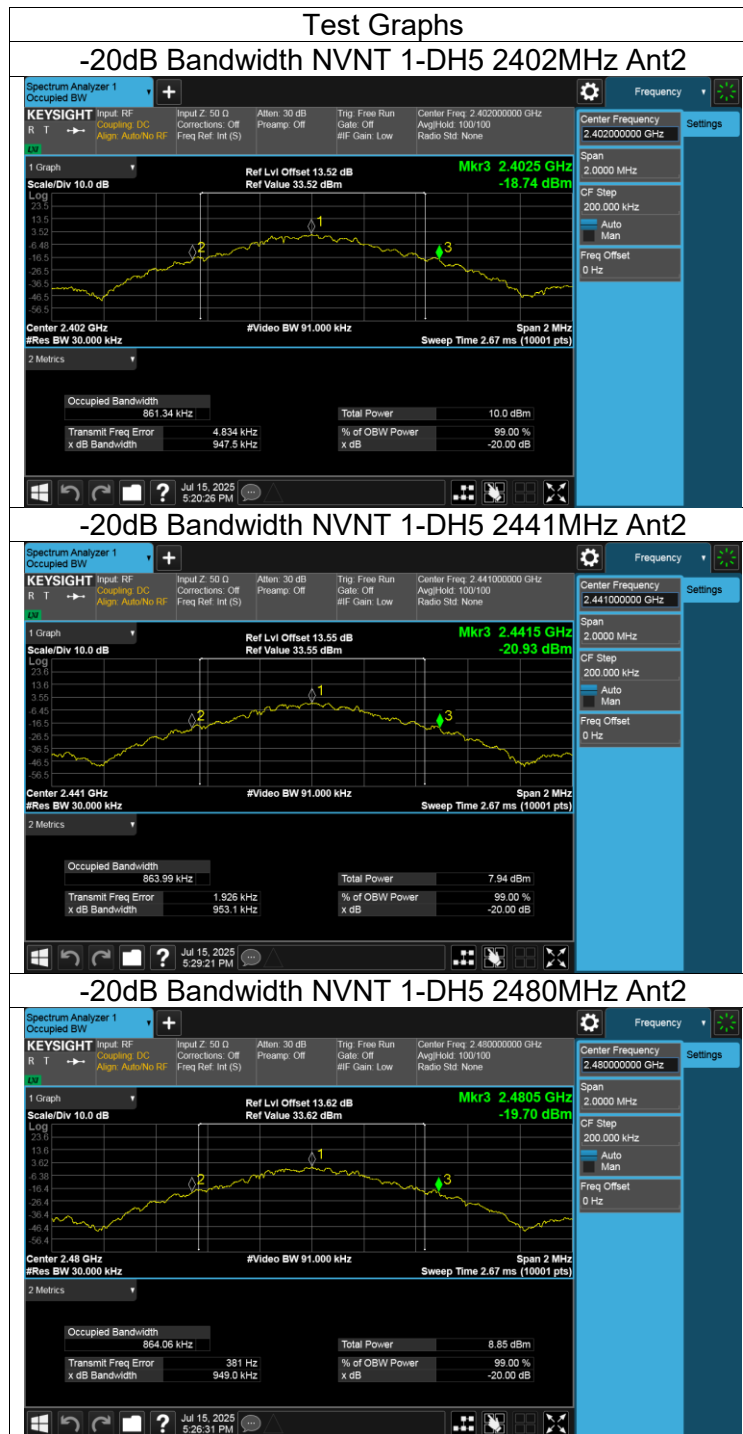 Test Graphs
-20dB Bandwidth NVNT 1-DH5 2402MHz Ant2
Spectrum Analyzer 1
Occupied BW
Frequency
KEYSIGHT Input: RF Input Z: 50 Ω Atten: 30 dB Trig: Free Run Center Freq: 2.402000000 GHz
R T Coupling: DC Corrections: Off Preamp: Off Gate: Off Avg|Hold: 100/100
Align: Auto/No RF Freq Ref: Int (S) #IF Gain: Low Radio Std: None
LXI
Center Frequency
2.402000000 GHz
Settings
Span
2.0000 MHz
CF Step
200.000 kHz
Auto
Man
Freq Offset
0 Hz
1 Graph
Ref Lvl Offset 13.52 dB
Mkr3 2.4025 GHz
Scale/Div 10.0 dB
Ref Value 33.52 dBm
-18.74 dBm
Log
23.5
13.5
3.52
-6.48
-16.5
-26.5
-36.5
-46.5
-56.5
1
2
3
Center 2.402 GHz #Video BW 91.000 kHz Span 2 MHz
#Res BW 30.000 kHz Sweep Time 2.67 ms (10001 pts)
2 Metrics
Occupied Bandwidth
861.34 kHz Total Power 10.0 dBm
Transmit Freq Error 4.834 kHz % of OBW Power 99.00 %
x dB Bandwidth 947.5 kHz x dB -20.00 dB
Jul 15, 2025
5:20:26 PM
-20dB Bandwidth NVNT 1-DH5 2441MHz Ant2
Spectrum Analyzer 1
Occupied BW
Frequency
KEYSIGHT Input: RF Input Z: 50 Ω Atten: 30 dB Trig: Free Run Center Freq: 2.441000000 GHz
R T Coupling: DC Corrections: Off Preamp: Off Gate: Off Avg|Hold: 100/100
Align: Auto/No RF Freq Ref: Int (S) #IF Gain: Low Radio Std: None
LXI
Center Frequency
2.441000000 GHz
Settings
Span
2.0000 MHz
CF Step
200.000 kHz
Auto
Man
Freq Offset
0 Hz
1 Graph
Ref Lvl Offset 13.55 dB
Mkr3 2.4415 GHz
Scale/Div 10.0 dB
Ref Value 33.55 dBm
-20.93 dBm
Log
23.6
13.6
3.55
-6.45
-16.5
-26.5
-36.5
-46.5
-56.5
1
2
3
Center 2.441 GHz #Video BW 91.000 kHz Span 2 MHz
#Res BW 30.000 kHz Sweep Time 2.67 ms (10001 pts)
2 Metrics
Occupied Bandwidth
863.99 kHz Total Power 7.94 dBm
Transmit Freq Error 1.926 kHz % of OBW Power 99.00 %
x dB Bandwidth 953.1 kHz x dB -20.00 dB
Jul 15, 2025
5:29:21 PM
-20dB Bandwidth NVNT 1-DH5 2480MHz Ant2
Spectrum Analyzer 1
Occupied BW
Frequency
KEYSIGHT Input: RF Input Z: 50 Ω Atten: 30 dB Trig: Free Run Center Freq: 2.480000000 GHz
R T Coupling: DC Corrections: Off Preamp: Off Gate: Off Avg|Hold: 100/100
Align: Auto/No RF Freq Ref: Int (S) #IF Gain: Low Radio Std: None
LXI
Center Frequency
2.480000000 GHz
Settings
Span
2.0000 MHz
CF Step
200.000 kHz
Auto
Man
Freq Offset
0 Hz
1 Graph
Ref Lvl Offset 13.62 dB
Mkr3 2.4805 GHz
Scale/Div 10.0 dB
Ref Value 33.62 dBm
-19.70 dBm
Log
23.6
13.6
3.62
-6.38
-16.4
-26.4
-36.4
-46.4
-56.4
1
2
3
Center 2.48 GHz #Video BW 91.000 kHz Span 2 MHz
#Res BW 30.000 kHz Sweep Time 2.67 ms (10001 pts)
2 Metrics
Occupied Bandwidth
864.06 kHz Total Power 8.85 dBm
Transmit Freq Error 381 Hz % of OBW Power 99.00 %
x dB Bandwidth 949.0 kHz x dB -20.00 dB
Jul 15, 2025
5:26:31 PM